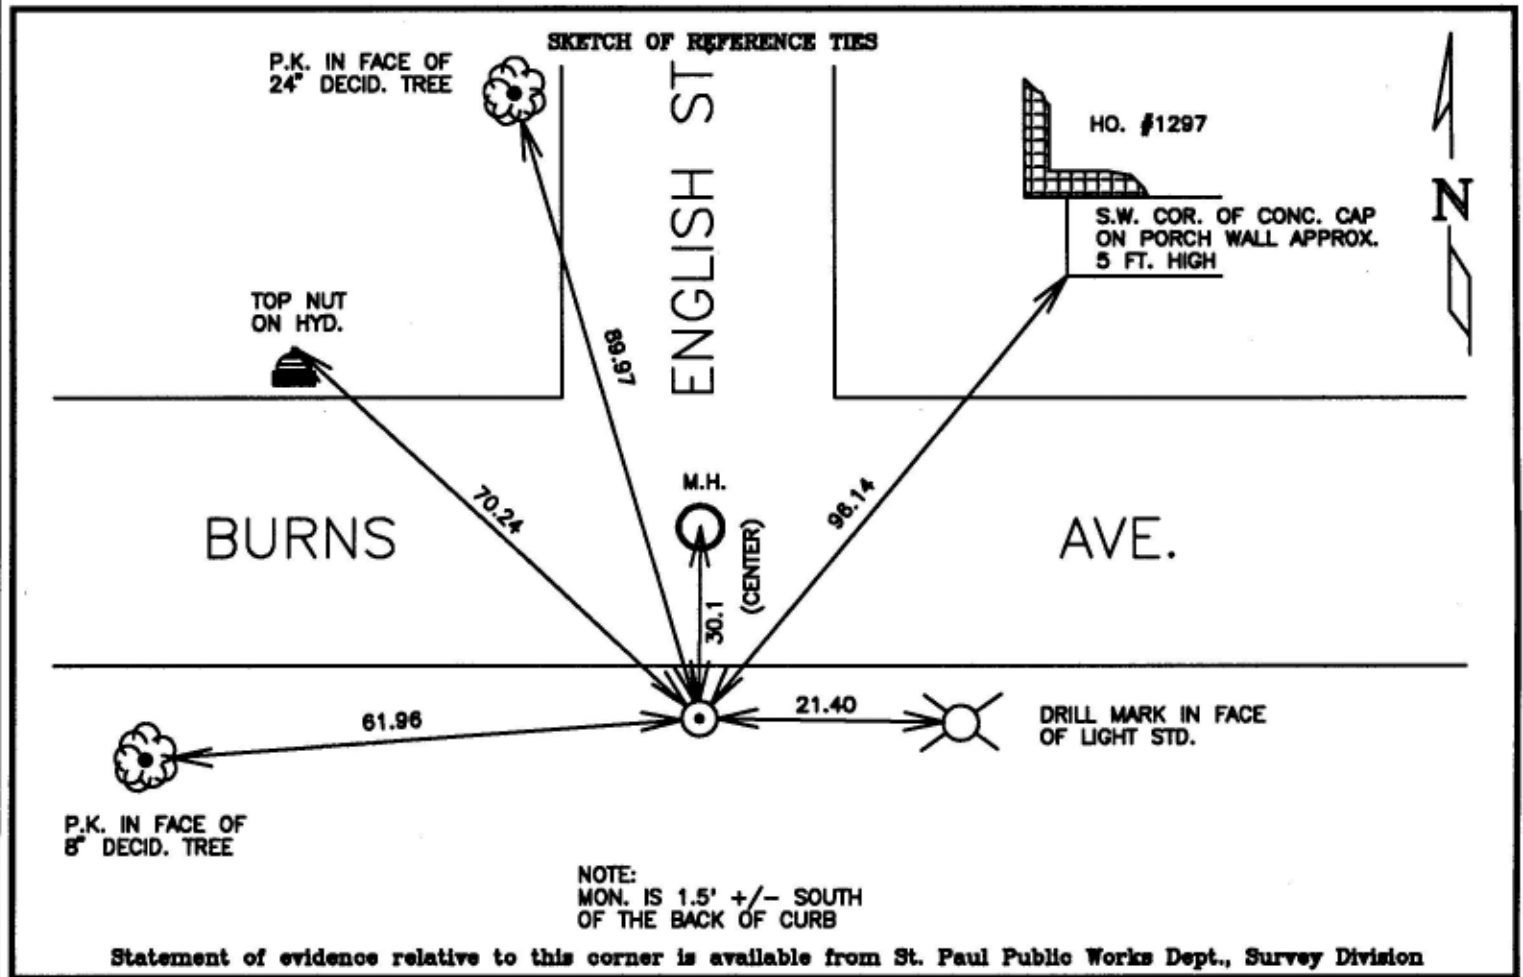 SKETCH OF REFERENCE TIES
P.K. IN FACE OF
24" DECID. TREE
ENGLISH ST.
HO. #1297
N
S.W. COR. OF CONC. CAP
ON PORCH WALL APPROX.
5 FT. HIGH
TOP NUT
ON HYD.
89.97
70.24
M.H.
(CENTER)
98.14
BURNS
AVE.
30.1
61.96
21.40
DRILL MARK IN FACE
OF LIGHT STD.
P.K. IN FACE OF
8" DECID. TREE
NOTE:
MON. IS 1.5' +/- SOUTH
OF THE BACK OF CURB
Statement of evidence relative to this corner is available from St. Paul Public Works Dept., Survey Division